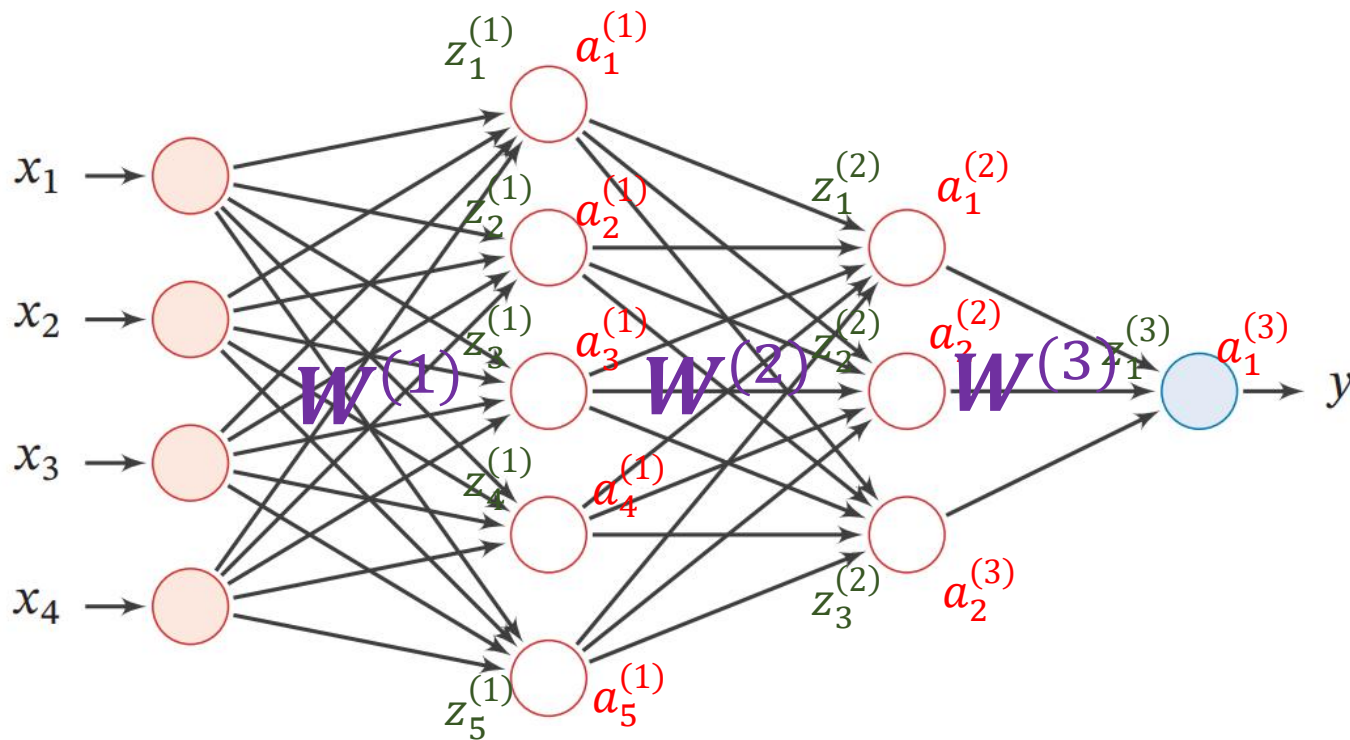 x₁
x₂
x₃
x₄
z₁⁽¹⁾ a₁⁽¹⁾
z₂⁽¹⁾ a₂⁽¹⁾
z₃⁽¹⁾ a₃⁽¹⁾
z₄⁽¹⁾ a₄⁽¹⁾
z₅⁽¹⁾ a₅⁽¹⁾
W⁽¹⁾
W⁽²⁾
W⁽³⁾
z₁⁽²⁾ a₁⁽²⁾
z₂⁽²⁾ a₂⁽²⁾
z₃⁽²⁾ a₂⁽³⁾
z₁⁽³⁾ a₁⁽³⁾
y